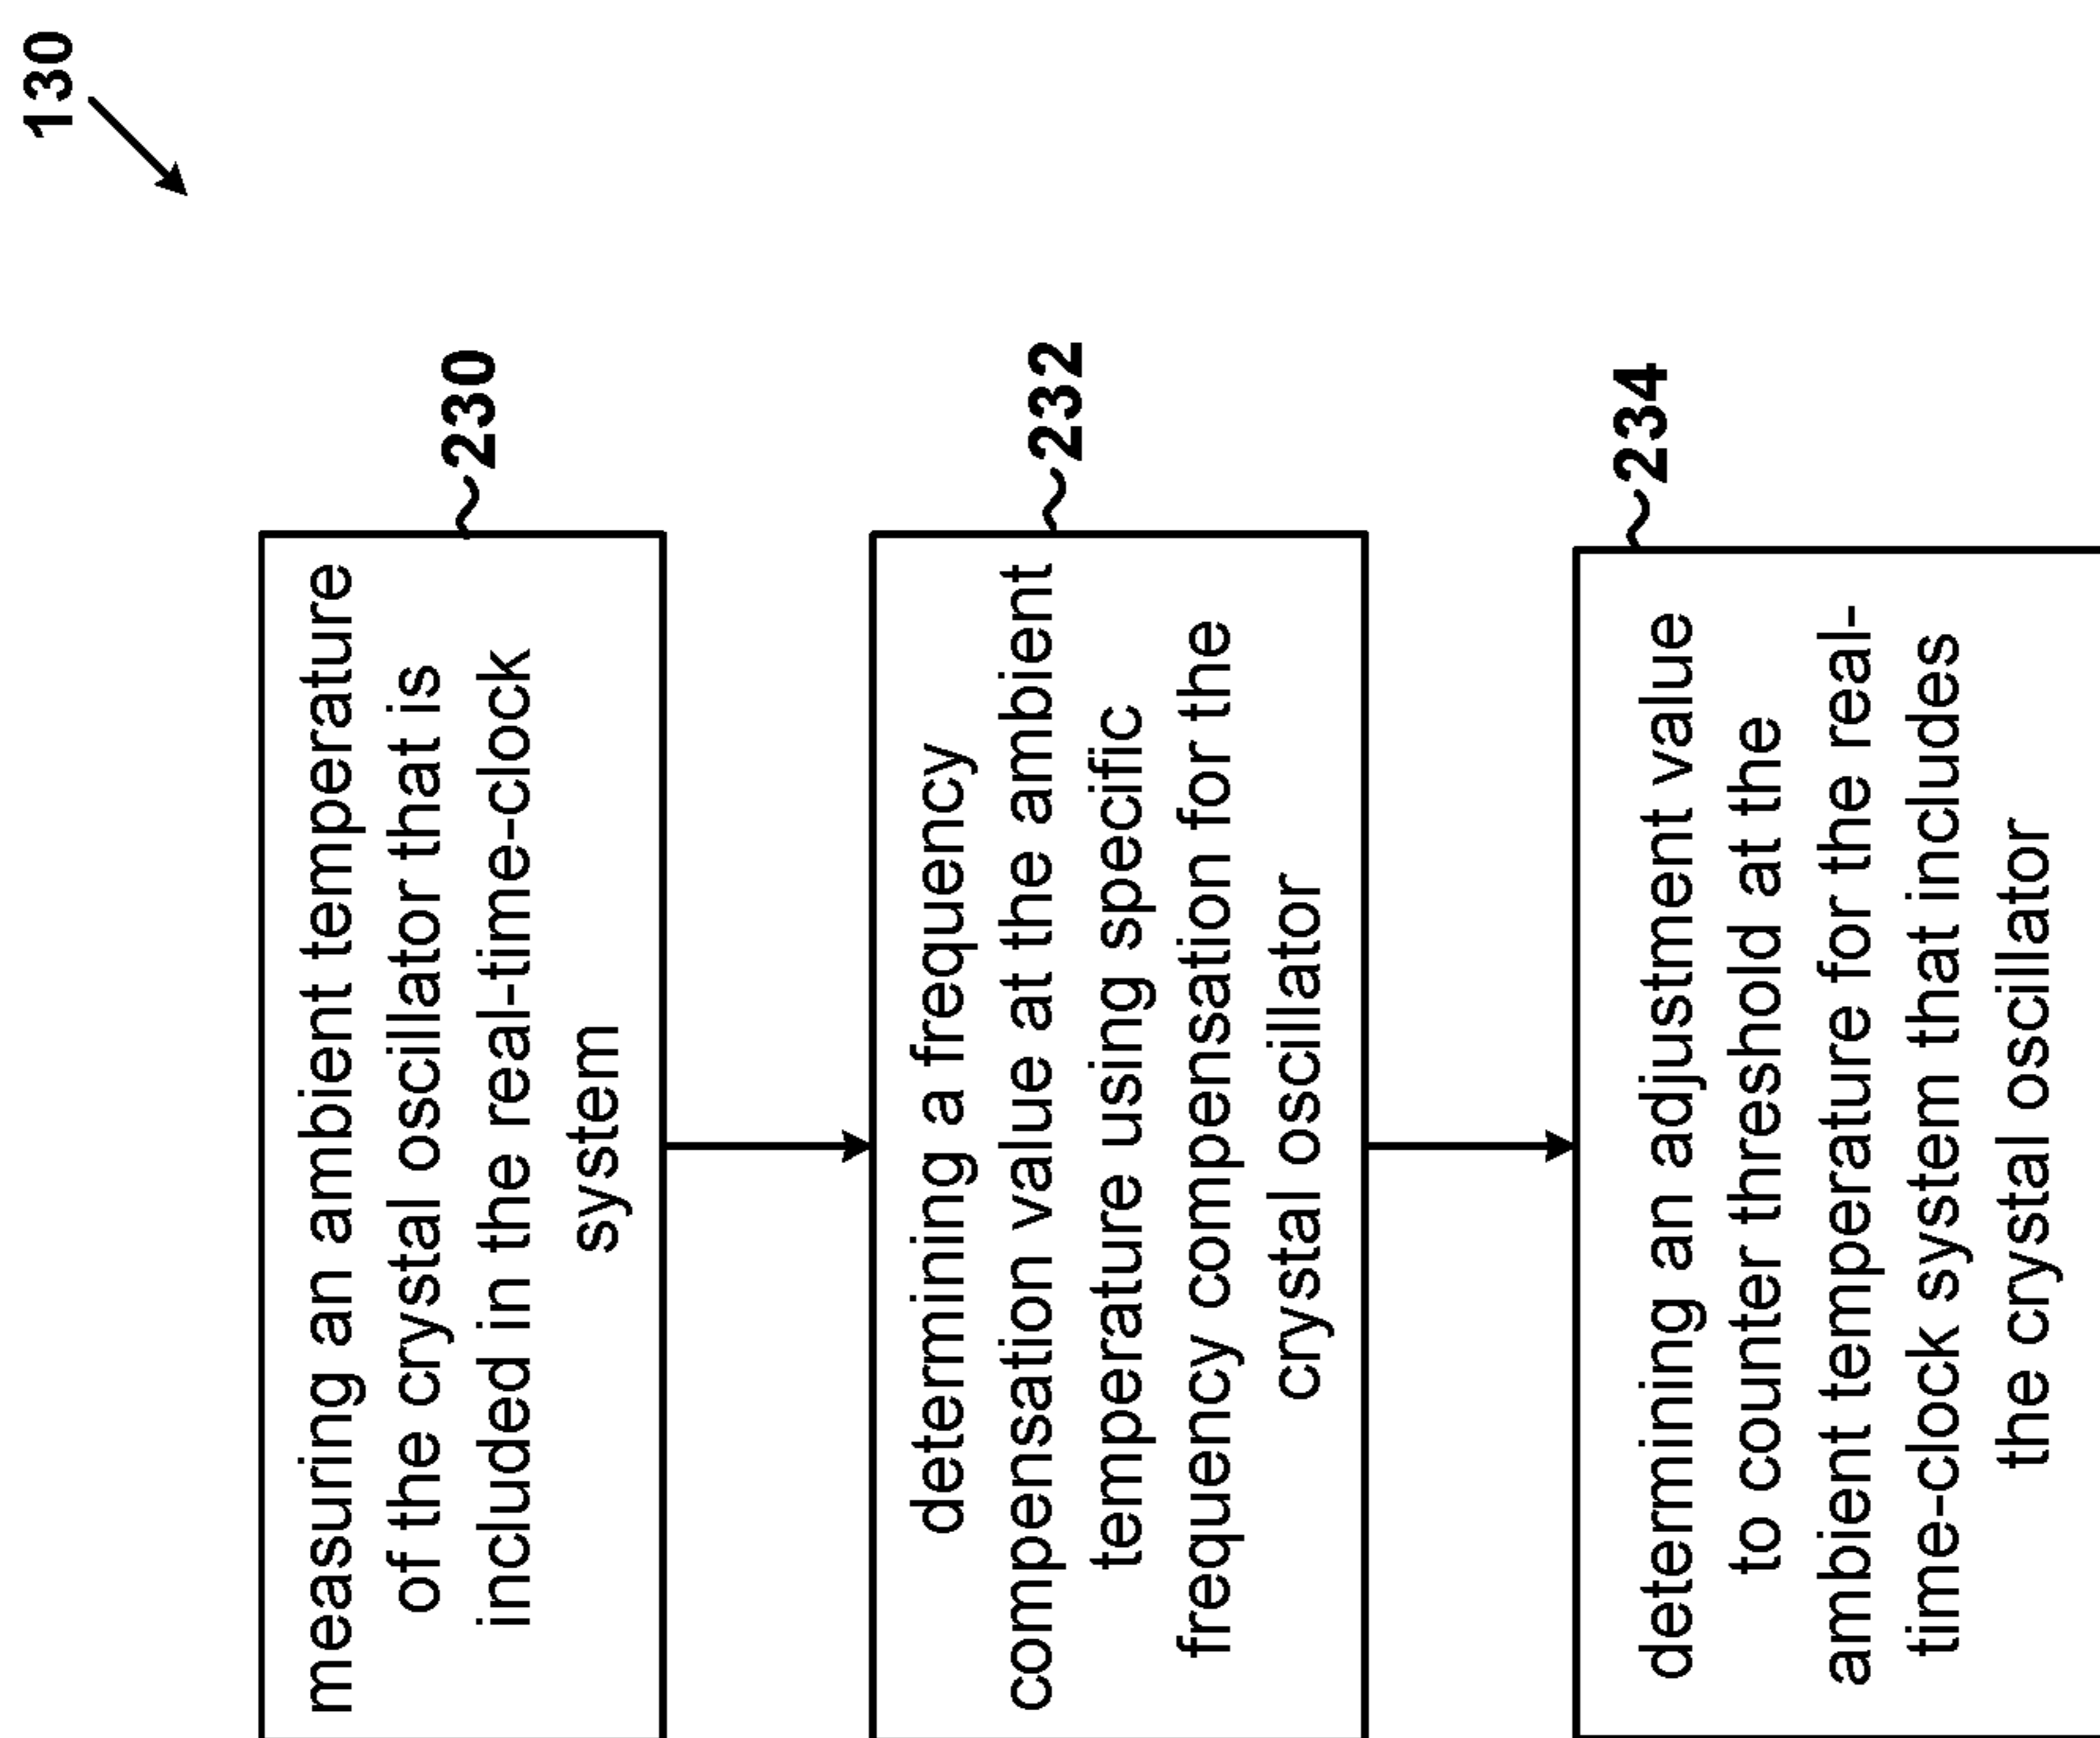 130
measuring an ambient temperature
of the crystal oscillator that is
included in the real-time-clock
system
230
determining a frequency
compensation value at the ambient
temperature using specific
frequency compensation for the
crystal oscillator
232
determining an adjustment value
to counter threshold at the
ambient temperature for the real-
time-clock system that includes
the crystal oscillator
234